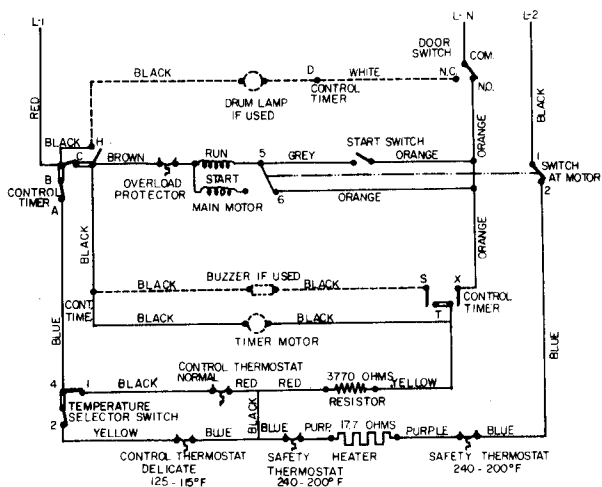 L-1
L-N
L-2
DOOR
SWITCH
COM.
D
BLACK
WHITE
N.C.
DRUM LAMP
IF USED
CONTROL
TIMER
N.O.
RED
BLACK
ORANGE
BLACK
H
C
BROWN
RUN
5
GREY
START SWITCH
ORANGE
1
SWITCH
AT MOTOR
B
CONTROL
TIMER
OVERLOAD
PROTECTOR
START
MAIN MOTOR
6
ORANGE
2
A
BLACK
ORANGE
BLACK
BUZZER IF USED
BLACK
S
X
CONT.
TIME.
CONTROL
TIMER
T
BLACK
BLACK
TIMER MOTOR
BLUE
BLUE
CONTROL THERMOSTAT
NORMAL
4
1
BLACK
RED
RED
3770 OHMS
YELLOW
RESISTOR
TEMPERATURE
SELECTOR SWITCH
BLACK
2
YELLOW
BLUE
BLUE
PURP.
17.7 OHMS
PURPLE
BLUE
CONTROL THERMOSTAT
DELICATE
125 - 115°F
SAFETY
THERMOSTAT
240-200°F
HEATER
SAFETY THERMOSTAT
240 - 200°F